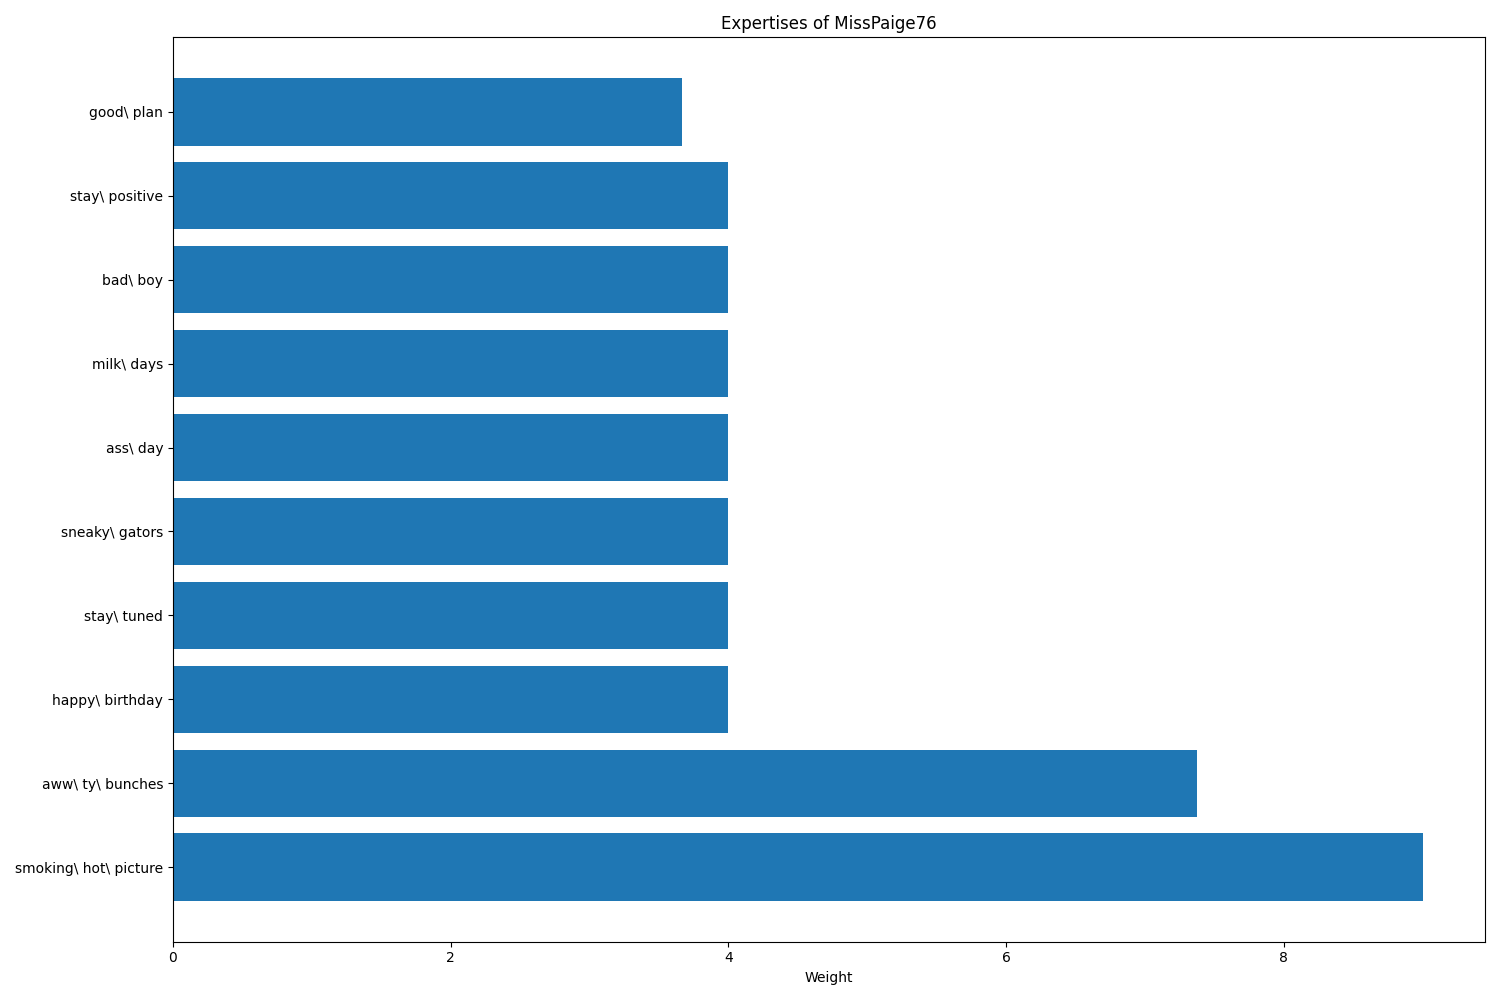 Expertises of MissPaige76
good\ plan
stay\ positive
bad\ boy
milk\ days
ass\ day
sneaky\ gators
stay\ tuned
happy\ birthday
aww\ ty\ bunches
smoking\ hot\ picture
0 2 4 6 8
Weight